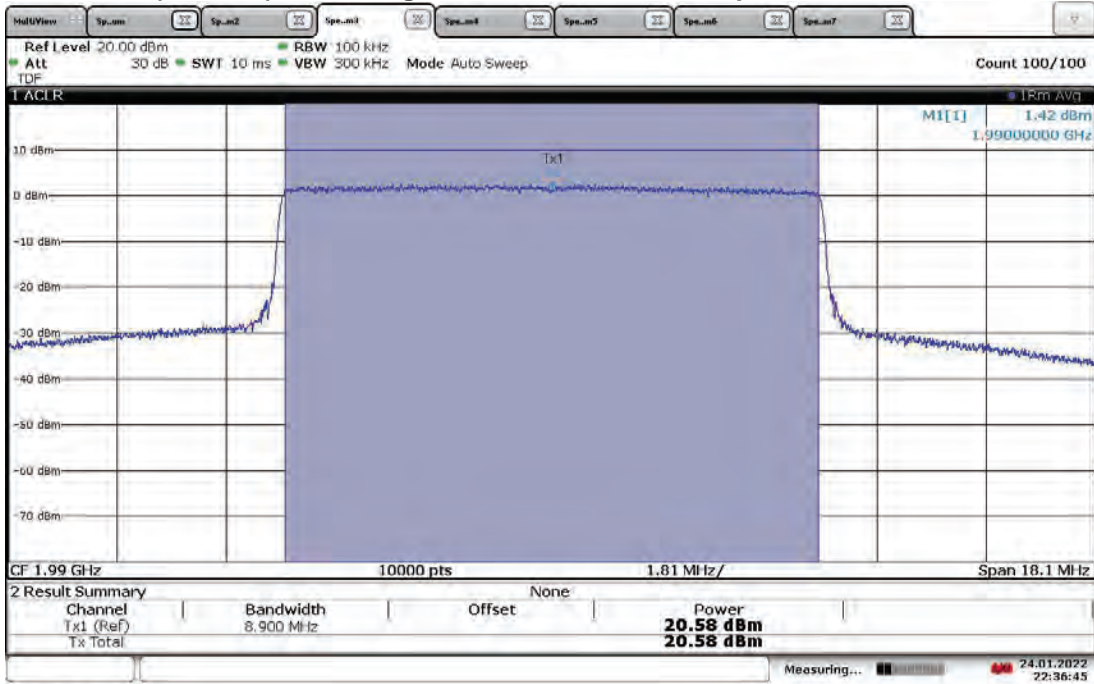 MultiView Sp...um Sp...m2 Spe...m3 Spe...m4 Spe...m5 Spe...m6 Spe...m7
Ref Level 20.00 dBm RBW 100 kHz
Att 30 dB SWT 10 ms VBW 300 kHz Mode Auto Sweep Count 100/100
TDF
1 ACLR 1Rm Avg
M1[1] 1.42 dBm
1.99000000 GHz
10 dBm
Tx1
0 dBm
-10 dBm
-20 dBm
-30 dBm
-40 dBm
-50 dBm
-60 dBm
-70 dBm
CF 1.99 GHz 10000 pts 1.81 MHz/ Span 18.1 MHz
2 Result Summary None
Channel Bandwidth Offset Power
Tx1 (Ref) 8.900 MHz 20.58 dBm
Tx Total 20.58 dBm
Measuring... 24.01.2022
22:36:45